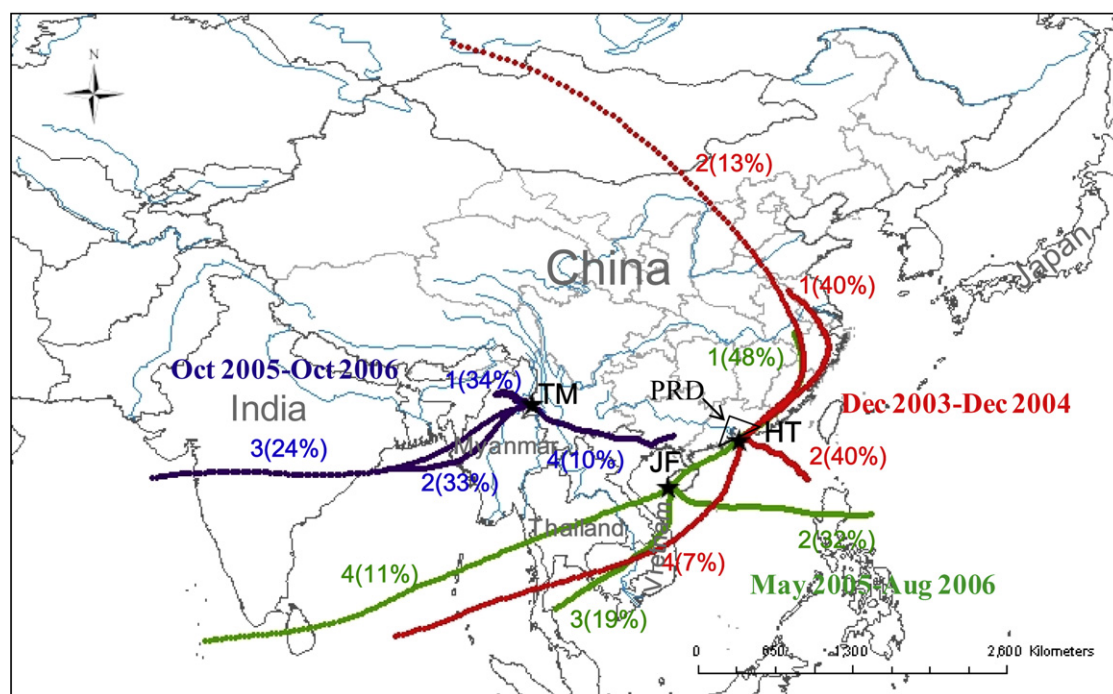 N
2(13%)
China
Japan
1(40%)
1(48%)
Oct 2005-Oct 2006
1(34%)
TM
PRD
India
Dec 2003-Dec 2004
HT
3(24%)
Myanmar
4(10%)
2(40%)
2(33%)
JF
Thailand
2(32%)
Vietnam
4(7%)
4(11%)
May 2005-Aug 2006
3(19%)
0 650 1,300 2,600 Kilometers